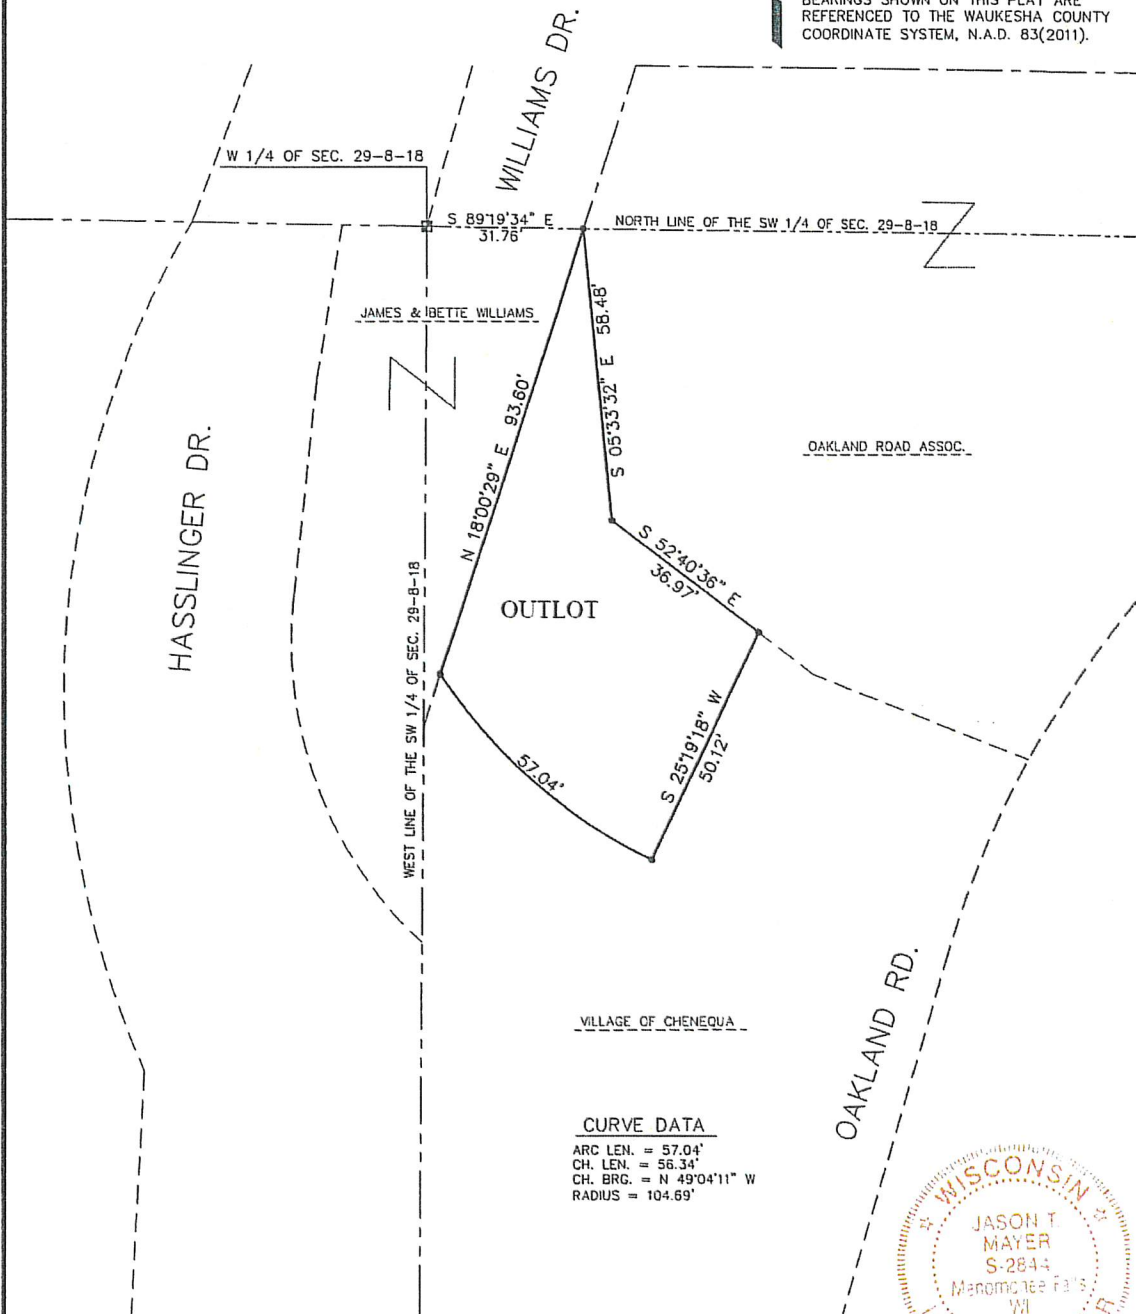 BEARINGS SHOWN ON THIS PLAT ARE
REFERENCED TO THE WAUKESHA COUNTY
COORDINATE SYSTEM, N.A.D. 83(2011).
WILLIAMS DR.
W 1/4 OF SEC. 29-8-18
S 89°19'34" E
31.76'
NORTH LINE OF THE SW 1/4 OF SEC. 29-8-18
JAMES & BETTE WILLIAMS
S 05°33'32" E 58.48'
N 18°00'29" E 93.60'
OAKLAND ROAD ASSOC.
HASSLINGER DR.
S 52°40'36" E
36.97'
OUTLOT
WEST LINE OF THE SW 1/4 OF SEC. 29-8-18
S 25°19'18" W
50.12'
57.04'
VILLAGE OF CHENEQUA
OAKLAND RD.
CURVE DATA
ARC LEN. = 57.04'
CH. LEN. = 56.34'
CH. BRG. = N 49°04'11" W
RADIUS = 104.69'
WISCONSIN
JASON T.
MAYER
S-2844
Menomonee Falls
WI